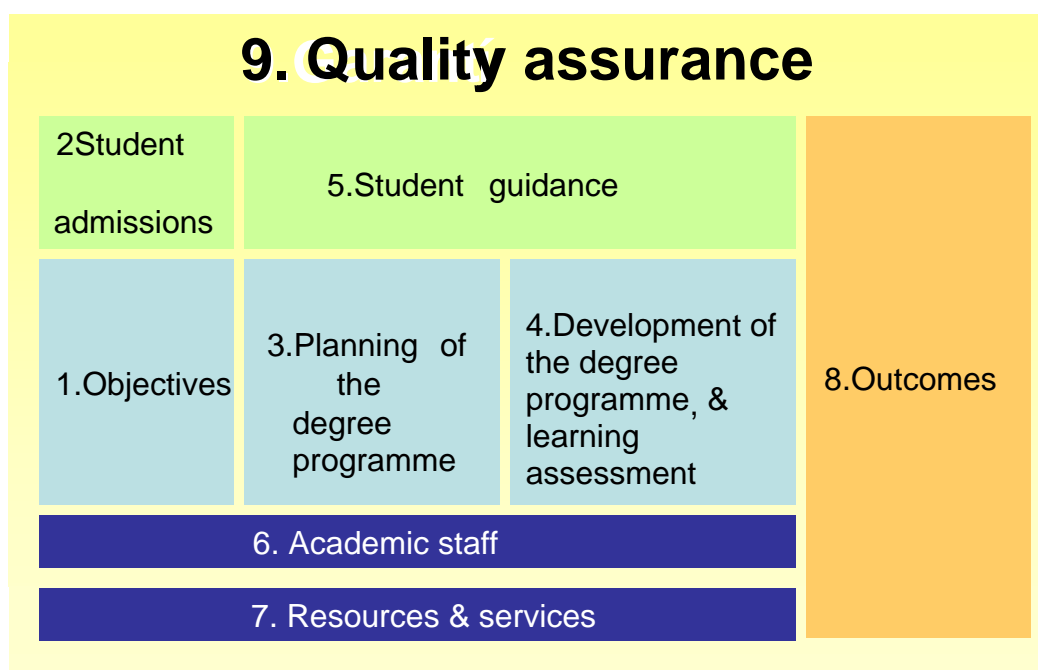 9. Quality assurance
2Student
admissions
5.Student guidance
1.Objectives
3.Planning of
the
degree
programme
4.Development of
the degree
programme, &
learning
assessment
8.Outcomes
6. Academic staff
7. Resources & services